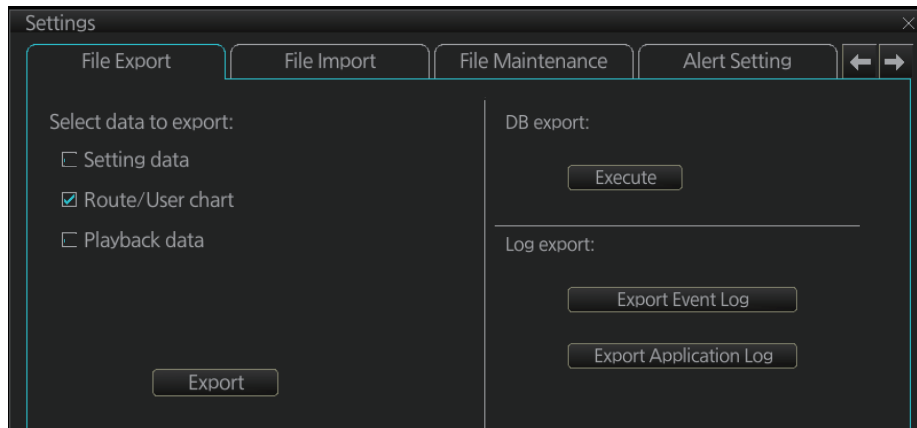 Settings
File Export
File Import
File Maintenance
Alert Setting
Select data to export:
Setting data
Route/User chart
Playback data
Export
DB export:
Execute
Log export:
Export Event Log
Export Application Log